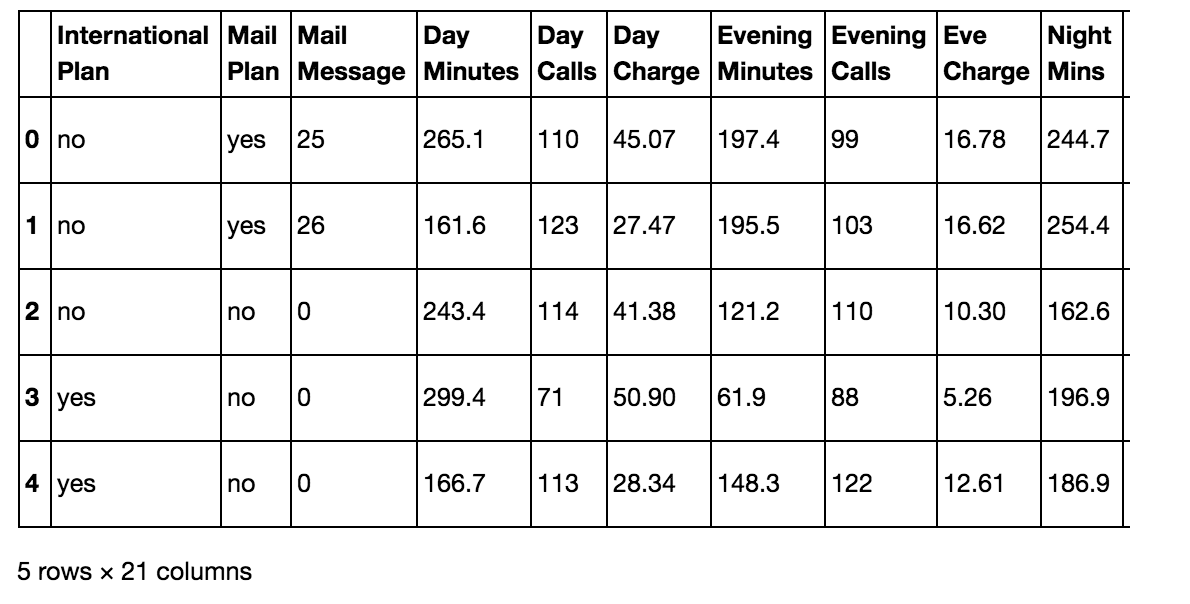 International Plan Mail Plan Mail Message Day Minutes Day Calls Day Charge Evening Minutes Evening Calls Eve Charge Night Mins
0 no yes 25 265.1 110 45.07 197.4 99 16.78 244.7
1 no yes 26 161.6 123 27.47 195.5 103 16.62 254.4
2 no no 0 243.4 114 41.38 121.2 110 10.30 162.6
3 yes no 0 299.4 71 50.90 61.9 88 5.26 196.9
4 yes no 0 166.7 113 28.34 148.3 122 12.61 186.9
5 rows × 21 columns